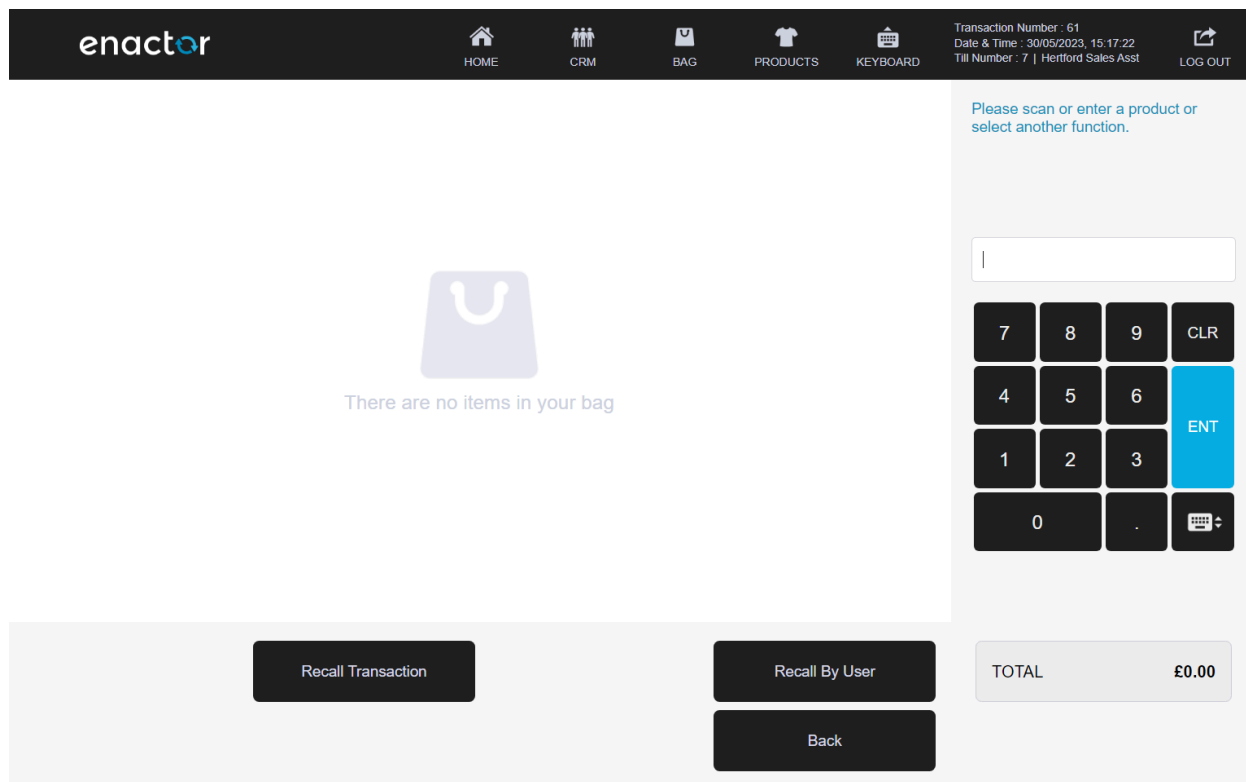 enactor
HOME
CRM
BAG
PRODUCTS
KEYBOARD
Transaction Number : 61
Date & Time : 30/05/2023, 15:17:22
Till Number : 7 | Hertford Sales Asst
LOG OUT
Please scan or enter a product or
select another function.
There are no items in your bag
7 8 9 CLR
4 5 6
ENT
1 2 3
0 .
Recall Transaction
Recall By User
TOTAL £0.00
Back